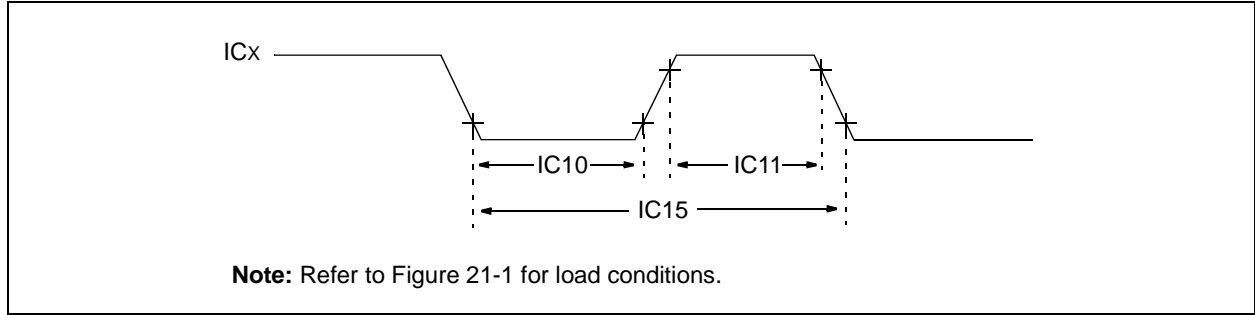 ICX
IC10
IC11
IC15
Note: Refer to Figure 21-1 for load conditions.